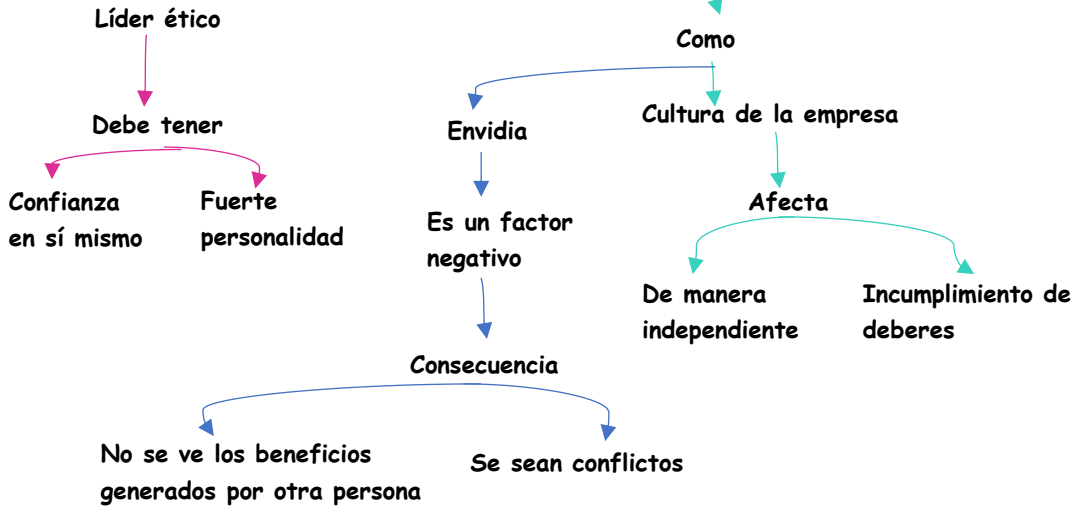 Líder ético
Debe tener
Confianza
en sí mismo
Fuerte
personalidad
Como
Envidia
Es un factor
negativo
Consecuencia
No se ve los beneficios
generados por otra persona
Se sean conflictos
Cultura de la empresa
Afecta
De manera
independiente
Incumplimiento de
deberes